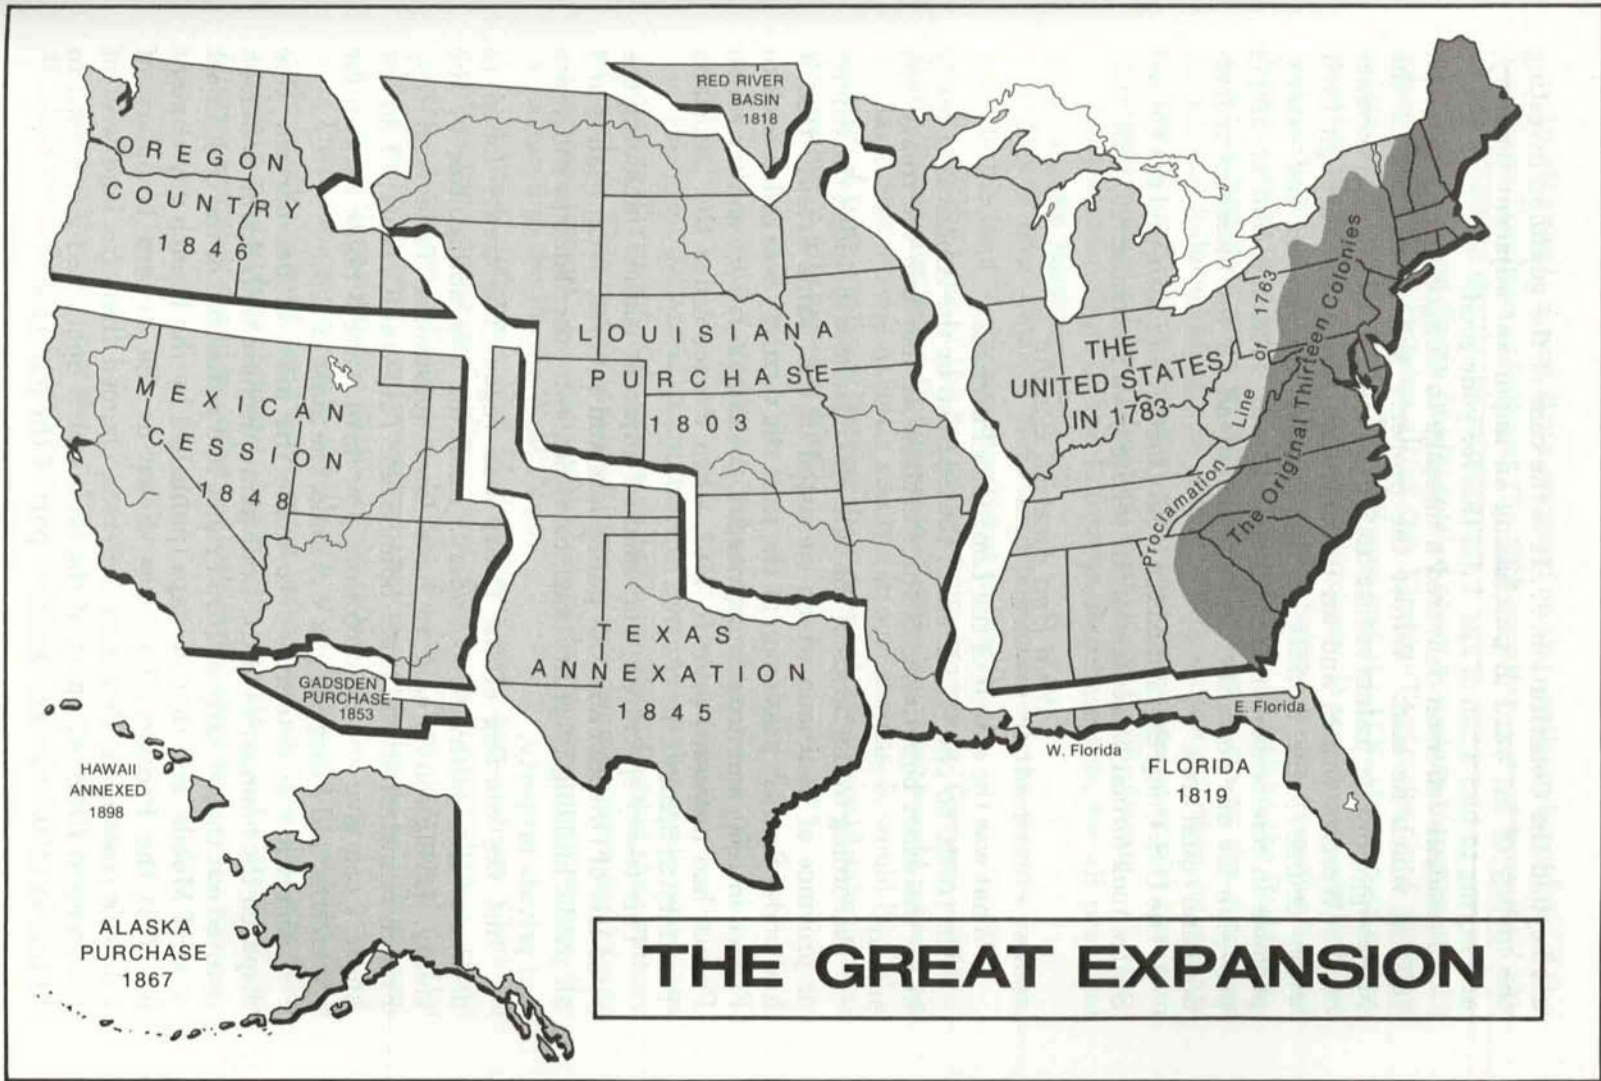 RED RIVER
BASIN
1818
OREGON
COUNTRY
1846
LOUISIANA
PURCHASE
1803
THE
UNITED STATES
IN 1783
Proclamation Line of 1763
The Original Thirteen Colonies
MEXICAN
CESSION
1848
TEXAS
ANNEXATION
1845
GADSDEN
PURCHASE
1853
E. Florida
W. Florida
FLORIDA
1819
HAWAII
ANNEXED
1898
ALASKA
PURCHASE
1867
THE GREAT EXPANSION